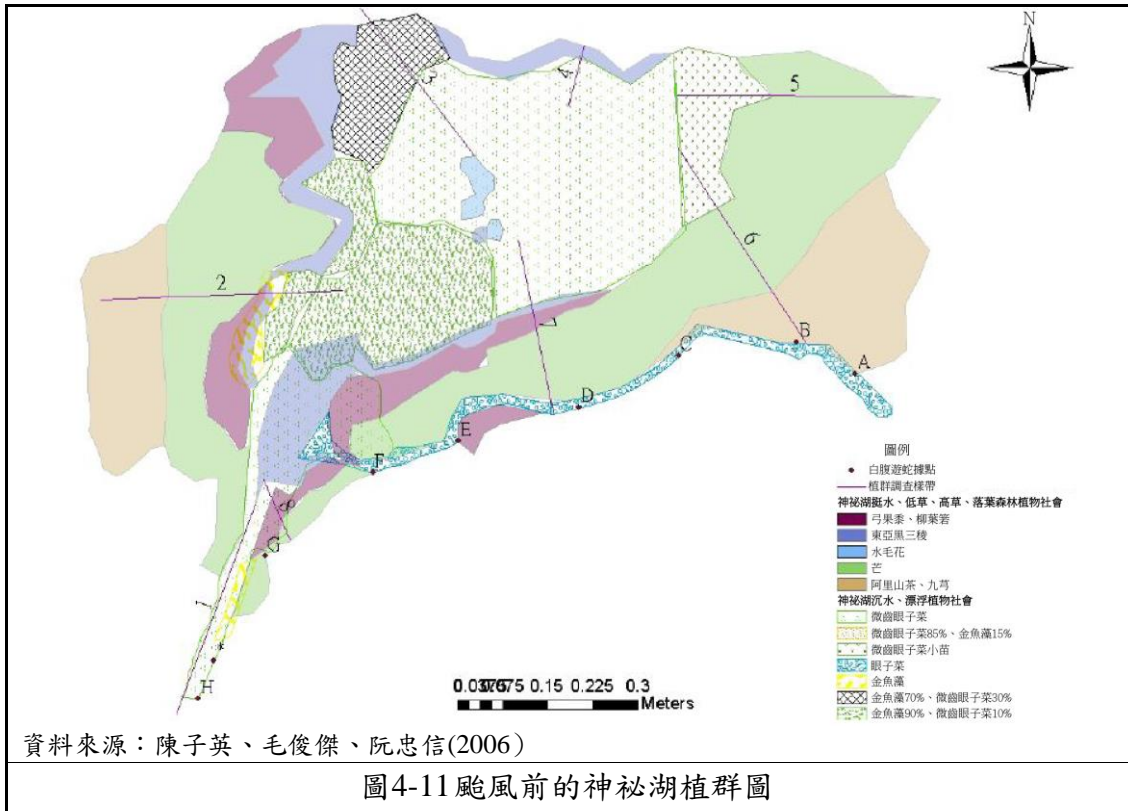 N
3
4
5
6
2
7
B
A
C
D
E
F
8
G
1
*
H
圖例
白腹遊蛇據點
植群調查樣帶
神祕湖挺水、低草、高草、落葉森林植物社會
弓果黍、柳葉箬
東亞黑三稜
水毛花
芒
阿里山茶、九芎
神祕湖沉水、漂浮植物社會
微齒眼子菜
微齒眼子菜85%、金魚藻15%
微齒眼子菜小苗
眼子菜
金魚藻
金魚藻70%、微齒眼子菜30%
金魚藻90%、微齒眼子菜10%
0.15 0.225 0.3
Meters
資料來源：陳子英、毛俊傑、阮忠信(2006）
圖4-11颱風前的神祕湖植群圖